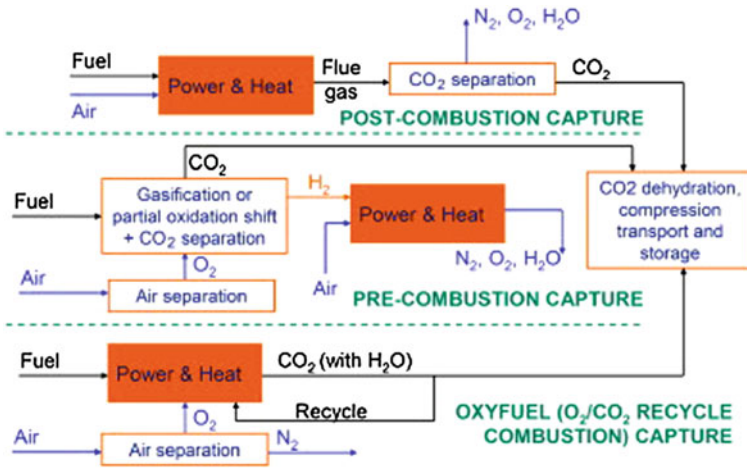 N₂, O₂, H₂O
Fuel
Power & Heat
Flue
gas
CO₂ separation
CO₂
Air
POST-COMBUSTION CAPTURE
CO₂
Fuel
Gasification or
partial oxidation shift
+ CO₂ separation
H₂
Power & Heat
CO2 dehydration,
compression
transport and
storage
O₂
N₂, O₂, H₂O
Air
Air separation
Air
PRE-COMBUSTION CAPTURE
Fuel
Power & Heat
CO₂ (with H₂O)
O₂
Recycle
OXYFUEL (O₂/CO₂ RECYCLE
COMBUSTION) CAPTURE
Air
Air separation
N₂